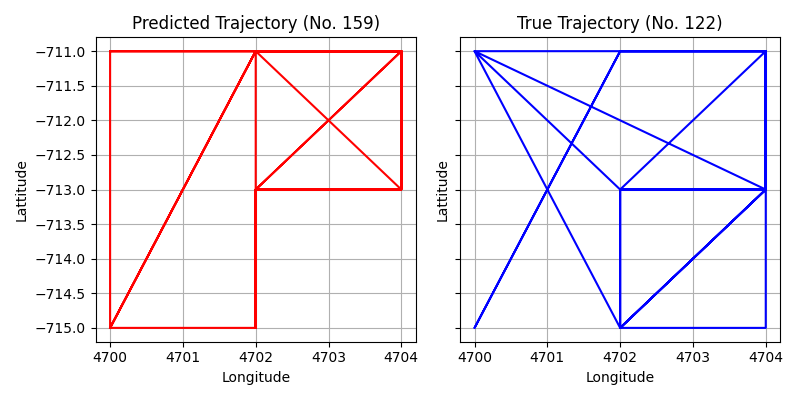 Predicted Trajectory (No. 159)
True Trajectory (No. 122)
−711.0
−711.5
−712.0
−712.5
−713.0
−713.5
−714.0
−714.5
−715.0
Lattitude
Lattitude
4700 4701 4702 4703 4704
4700 4701 4702 4703 4704
Longitude
Longitude